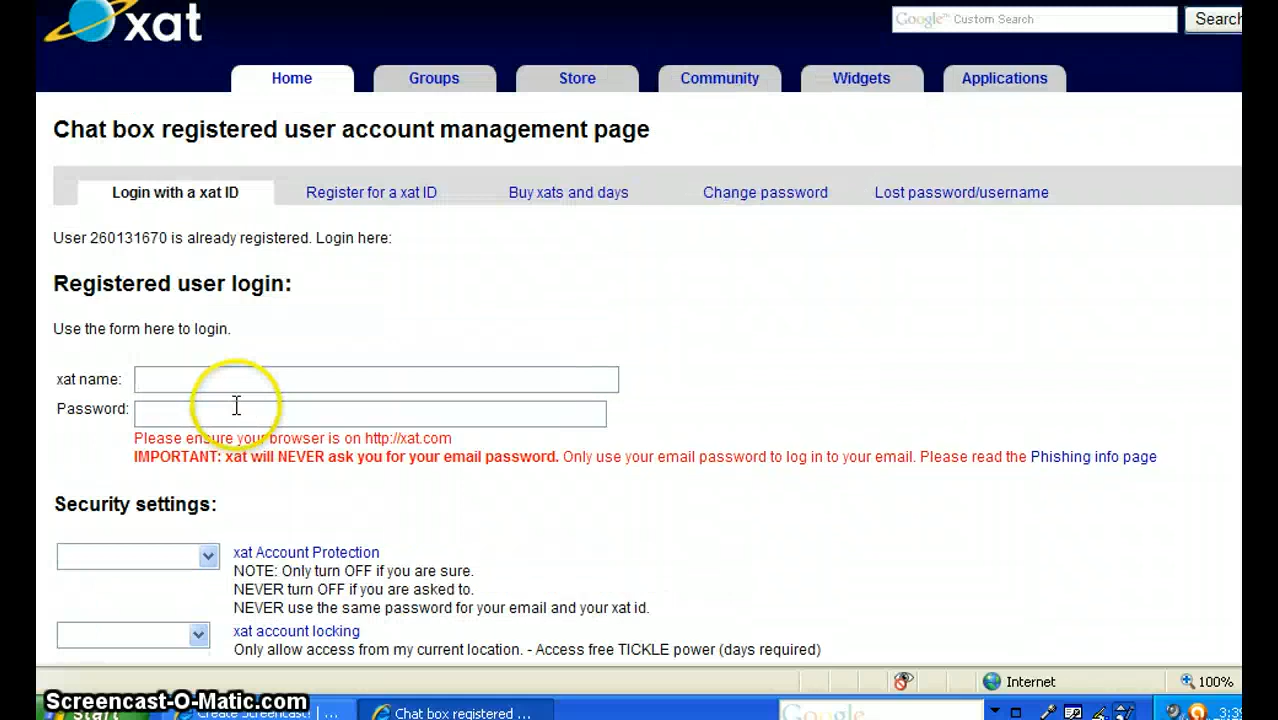 xat
Google™ Custom Search
Search
Home
Groups
Store
Community
Widgets
Applications
Chat box registered user account management page
Login with a xat ID
Register for a xat ID
Buy xats and days
Change password
Lost password/username
User 260131670 is already registered. Login here:
Registered user login:
Use the form here to login.
xat name:
Password:
Please ensure your browser is on http://xat.com
IMPORTANT: xat will NEVER ask you for your email password. Only use your email password to log in to your email. Please read the Phishing info page
Security settings:
xat Account Protection
NOTE: Only turn OFF if you are sure.
NEVER turn OFF if you are asked to.
NEVER use the same password for your email and your xat id.
xat account locking
Only allow access from my current location. - Access free TICKLE power (days required)
Internet
100%
Screencast-O-Matic.com
start
Create Screencast! | ...
Chat box registered ...
Google